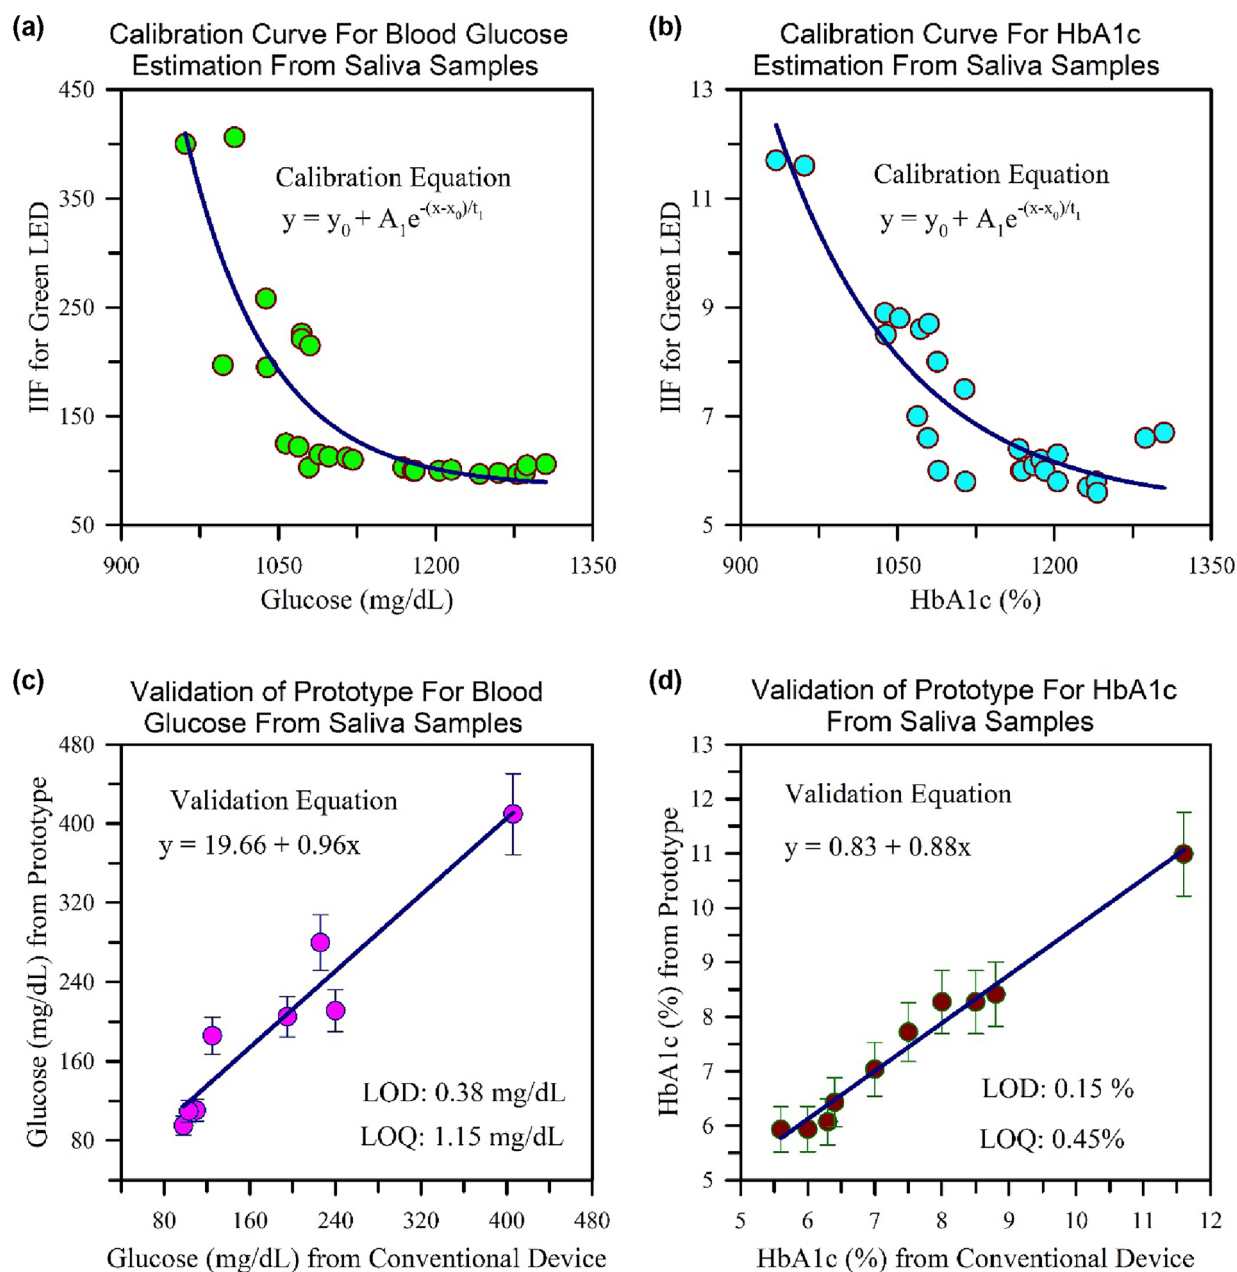 (a)
Calibration Curve For Blood Glucose
Estimation From Saliva Samples
450
350
250
150
50
IIF for Green LED
Calibration Equation
y = y₀ + A₁e^-(x-x₀)/t₁
900
1050
1200
1350
Glucose (mg/dL)
(b)
Calibration Curve For HbA1c
Estimation From Saliva Samples
13
11
9
7
5
IIF for Green LED
Calibration Equation
y = y₀ + A₁e^-(x-x₀)/t₁
900
1050
1200
1350
HbA1c (%)
(c)
Validation of Prototype For Blood
Glucose From Saliva Samples
480
400
320
240
160
80
Glucose (mg/dL) from Prototype
Validation Equation
y = 19.66 + 0.96x
LOD: 0.38 mg/dL
LOQ: 1.15 mg/dL
80
160
240
320
400
480
Glucose (mg/dL) from Conventional Device
(d)
Validation of Prototype For HbA1c
From Saliva Samples
13
12
11
10
9
8
7
6
5
HbA1c (%) from Prototype
Validation Equation
y = 0.83 + 0.88x
LOD: 0.15 %
LOQ: 0.45%
5
6
7
8
9
10
11
12
HbA1c (%) from Conventional Device